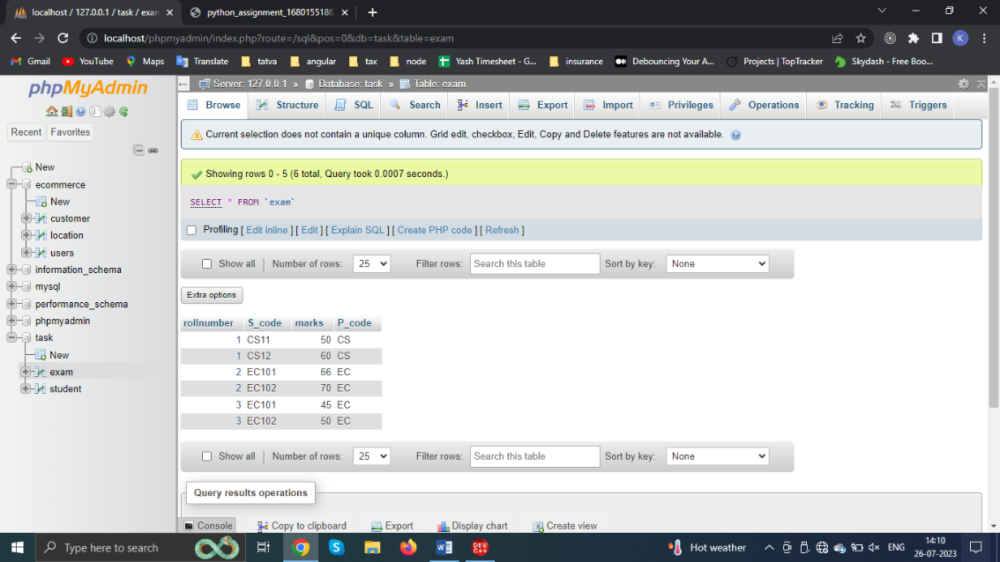 localhost / 127.0.0.1 / task / exam
python_assignment_1680155186
localhost/phpmyadmin/index.php?route=/sql&pos=0&db=task&table=exam
Gmail YouTube Maps Translate tatva angular tax node Yash Timesheet - G... insurance Debouncing Your A... Projects | TopTracker Skydash - Free Boo...
phpMyAdmin
Recent Favorites
New
ecommerce
New
customer
location
users
information_schema
mysql
performance_schema
phpmyadmin
task
New
exam
student
Server: 127.0.0.1 » Database: task » Table: exam
Browse Structure SQL Search Insert Export Import Privileges Operations Tracking Triggers
Current selection does not contain a unique column. Grid edit, checkbox, Edit, Copy and Delete features are not available.
Showing rows 0 - 5 (6 total, Query took 0.0007 seconds.)
SELECT * FROM `exam`
Profiling [ Edit inline ] [ Edit ] [ Explain SQL ] [ Create PHP code ] [ Refresh ]
Show all | Number of rows: 25 Filter rows: Search this table Sort by key: None
Extra options
rollnumber S_code marks P_code
1 CS11 50 CS
1 CS12 60 CS
2 EC101 66 EC
2 EC102 70 EC
3 EC101 45 EC
3 EC102 50 EC
Show all | Number of rows: 25 Filter rows: Search this table Sort by key: None
Query results operations
Console Copy to clipboard Export Display chart Create view
Type here to search
DEV C++
Hot weather ENG 14:10
26-07-2023